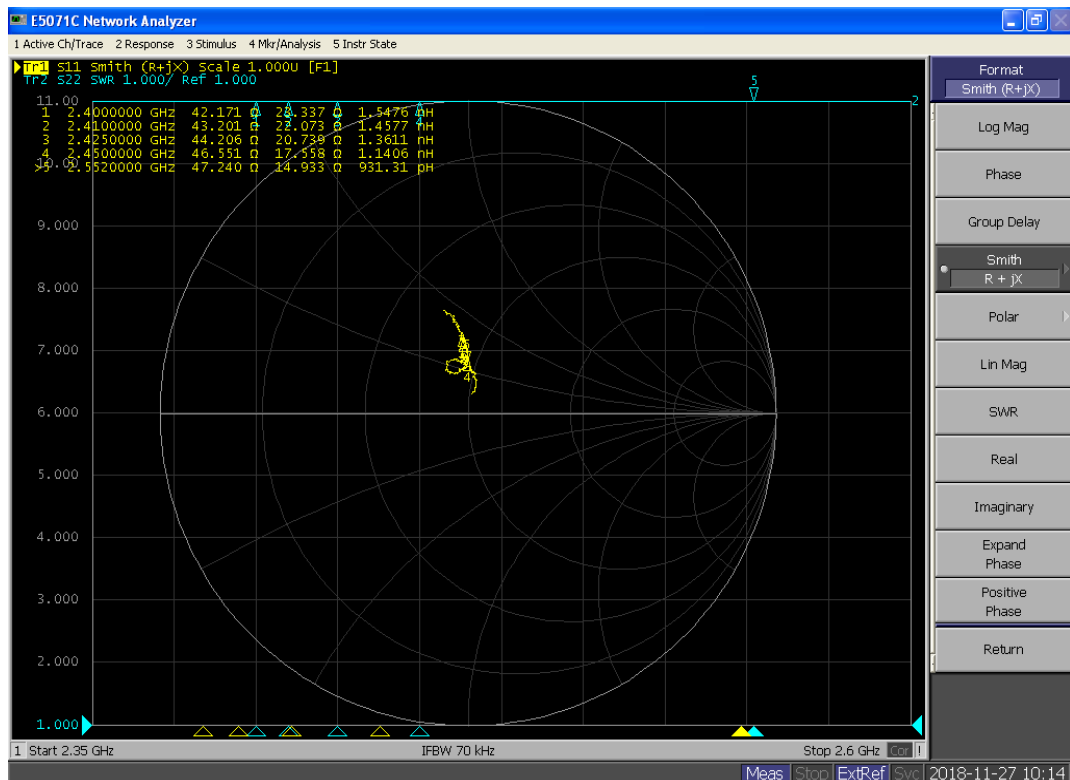 E5071C Network Analyzer
1 Active Ch/Trace 2 Response 3 Stimulus 4 Mkr/Analysis 5 Instr State
Tr1 S11 Smith (R+jX) Scale 1.000U [F1]
Tr2 S22 SWR 1.000/ Ref 1.000
5
2
11.00
1 2.4000000 GHz 42.171 Ω 23.337 Ω 1.5476 nH
2 2.4100000 GHz 43.201 Ω 22.073 Ω 1.4577 nH
3 2.4250000 GHz 44.206 Ω 20.739 Ω 1.3611 nH
4 2.4500000 GHz 46.551 Ω 17.558 Ω 1.1406 nH
10.00
>5 2.5520000 GHz 47.240 Ω 14.933 Ω 931.31 pH
9.000
8.000
7.000
4
6.000
5.000
4.000
3.000
2.000
1.000
Format
Smith (R+jX)
Log Mag
Phase
Group Delay
Smith
R + jX
Polar
Lin Mag
SWR
Real
Imaginary
Expand
Phase
Positive
Phase
Return
1 Start 2.35 GHz IFBW 70 kHz Stop 2.6 GHz Cor !
Meas Stop ExtRef Svc 2018-11-27 10:14